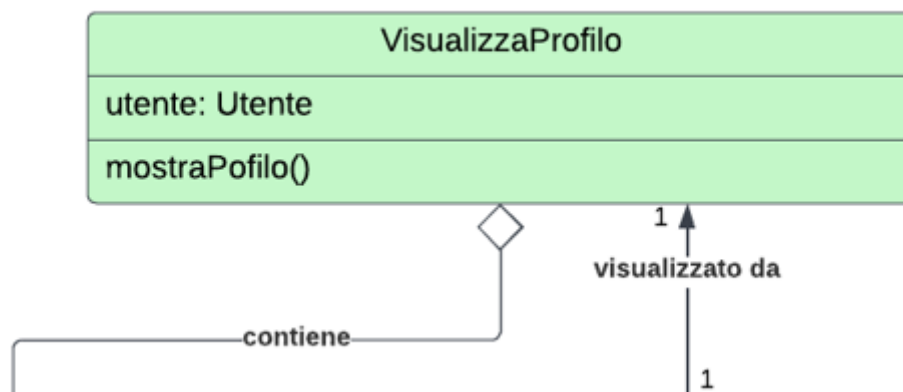 VisualizzaProfilo
utente: Utente
mostraPofilo()
1
visualizzato da
contiene
1